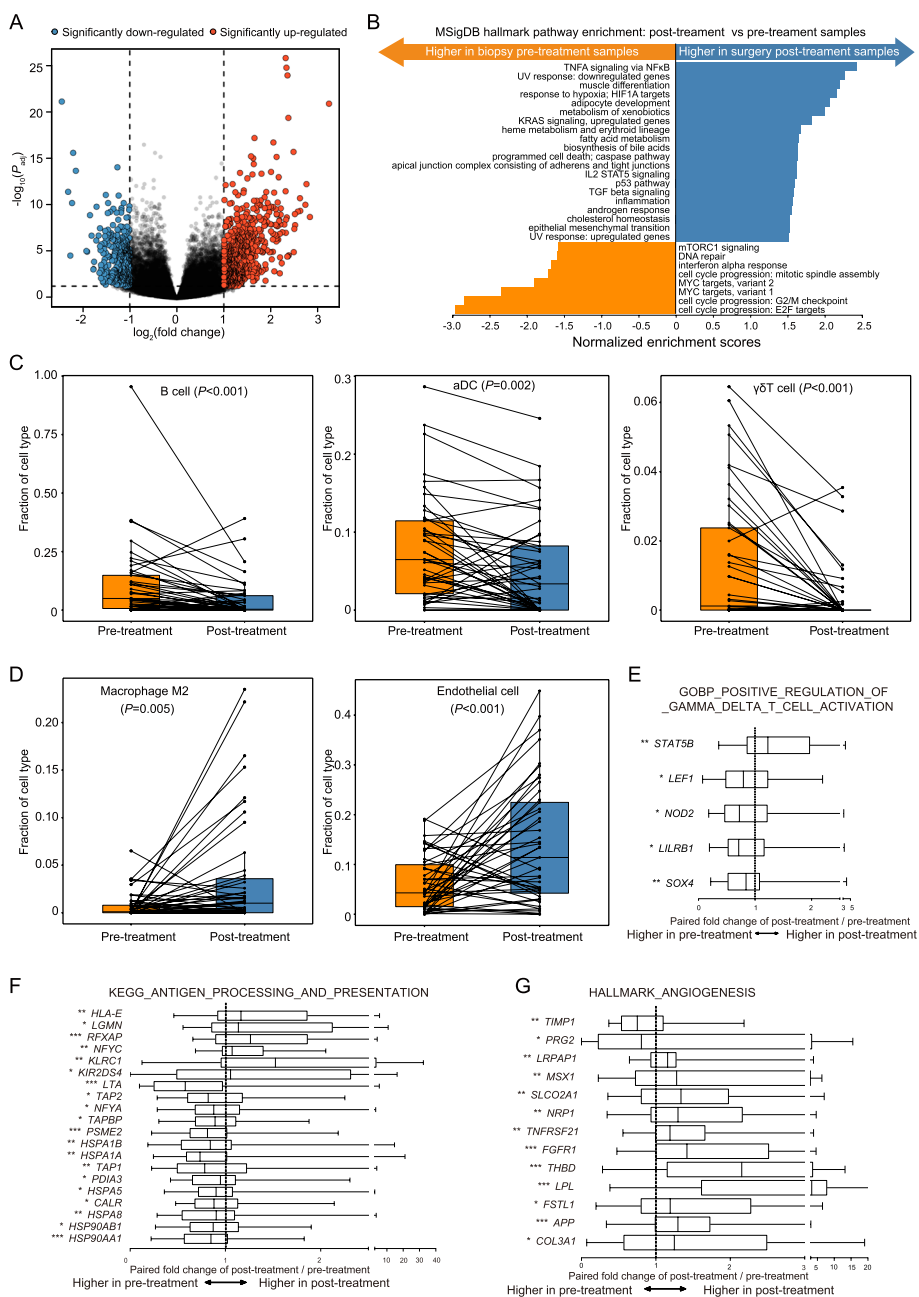 A
Significantly down-regulated
Significantly up-regulated
-log10(Padj)
25
20
15
10
5
0
-2
-1
0
1
2
3
log2(fold change)
B
MSigDB hallmark pathway enrichment: post-treament vs pre-treament samples
Higher in biopsy pre-treatment samples
Higher in surgery post-treament samples
TNFA signaling via NFκB
UV response: downregulated genes
muscle differentiation
response to hypoxia; HIF1A targets
adipocyte development
metabolism of xenobiotics
KRAS signaling, upregulated genes
heme metabolism and erythroid lineage
fatty acid metabolism
biosynthesis of bile acids
programmed cell death; caspase pathway
apical junction complex consisting of adherens and tight junctions
IL2 STAT5 signaling
p53 pathway
TGF beta signaling
inflammation
androgen response
cholesterol homeostasis
epithelial mesenchymal transition
UV response: upregulated genes
mTORC1 signaling
DNA repair
interferon alpha response
cell cycle progression: mitotic spindle assembly
MYC targets, variant 2
MYC targets, variant 1
cell cycle progression: G2/M checkpoint
cell cycle progression: E2F targets
-3.0
-2.5
-2.0
-1.5
-1.0
-0.5
0
0.5
1.0
1.5
2.0
2.5
Normalized enrichment scores
C
B cell (P<0.001)
Fraction of cell type
1.00
0.75
0.50
0.25
0
Pre-treatment
Post-treatment
aDC (P=0.002)
Fraction of cell type
0.3
0.2
0.1
0
Pre-treatment
Post-treatment
γδT cell (P<0.001)
Fraction of cell type
0.06
0.04
0.02
0
Pre-treatment
Post-treatment
D
Macrophage M2
(P=0.005)
Fraction of cell type
0.20
0.15
0.10
0.05
0
Pre-treatment
Post-treatment
Endothelial cell
(P<0.001)
Fraction of cell type
0.4
0.3
0.2
0.1
0
Pre-treatment
Post-treatment
E
GOBP_POSITIVE_REGULATION_OF
_GAMMA_DELTA_T_CELL_ACTIVATION
** STAT5B
* LEF1
* NOD2
* LILRB1
** SOX4
0
1
2
3
5
Paired fold change of post-treatment / pre-treatment
Higher in pre-treatment
Higher in post-treatment
F
KEGG_ANTIGEN_PROCESSING_AND_PRESENTATION
** HLA-E
* LGMN
*** RFXAP
** NFYC
** KLRC1
* KIR2DS4
*** LTA
* TAP2
* NFYA
* TAPBP
*** PSME2
** HSPA1B
** HSPA1A
** TAP1
* PDIA3
* HSPA5
* CALR
** HSPA8
* HSP90AB1
*** HSP90AA1
0
1
2
10
20
30
40
Paired fold change of post-treatment / pre-treatment
Higher in pre-treatment
Higher in post-treatment
G
HALLMARK_ANGIOGENESIS
** TIMP1
* PRG2
** LRPAP1
** MSX1
** SLCO2A1
** NRP1
** TNFRSF21
*** FGFR1
*** THBD
*** LPL
* FSTL1
*** APP
* COL3A1
0
1
2
3
5
10
15
20
Paired fold change of post-treatment / pre-treatment
Higher in pre-treatment
Higher in post-treatment